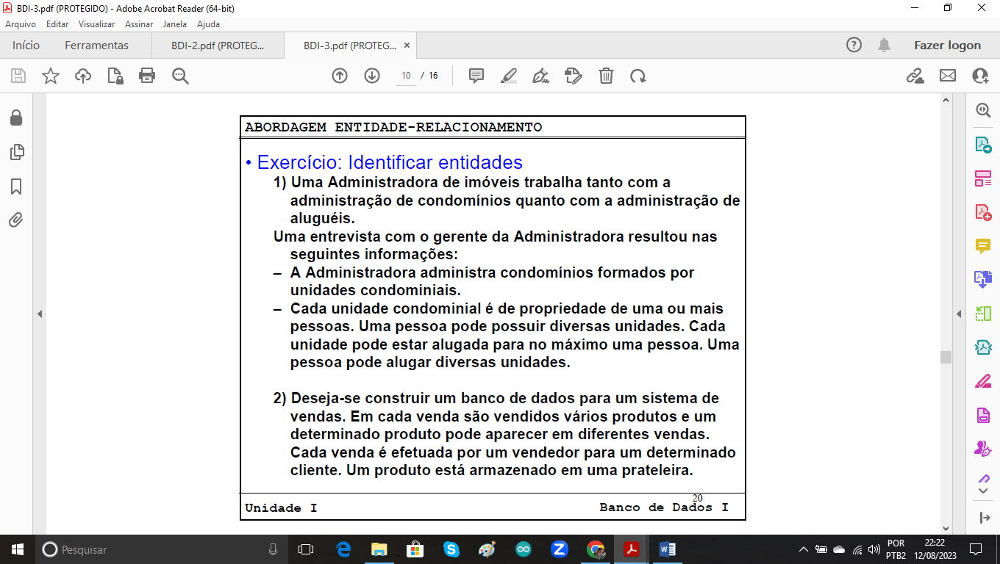 BDI-3.pdf (PROTEGIDO) - Adobe Acrobat Reader (64-bit)
Arquivo Editar Visualizar Assinar Janela Ajuda
Início Ferramentas BDI-2.pdf (PROTEG... BDI-3.pdf (PROTEG... × Fazer logon
10 / 16
ABORDAGEM ENTIDADE-RELACIONAMENTO
• Exercício: Identificar entidades
1) Uma Administradora de imóveis trabalha tanto com a
administração de condomínios quanto com a administração de
aluguéis.
Uma entrevista com o gerente da Administradora resultou nas
seguintes informações:
– A Administradora administra condomínios formados por
unidades condominiais.
– Cada unidade condominial é de propriedade de uma ou mais
pessoas. Uma pessoa pode possuir diversas unidades. Cada
unidade pode estar alugada para no máximo uma pessoa. Uma
pessoa pode alugar diversas unidades.
2) Deseja-se construir um banco de dados para um sistema de
vendas. Em cada venda são vendidos vários produtos e um
determinado produto pode aparecer em diferentes vendas.
Cada venda é efetuada por um vendedor para um determinado
cliente. Um produto está armazenado em uma prateleira.
20
Unidade I Banco de Dados I
Pesquisar POR 22:22
PTB2 12/08/2023